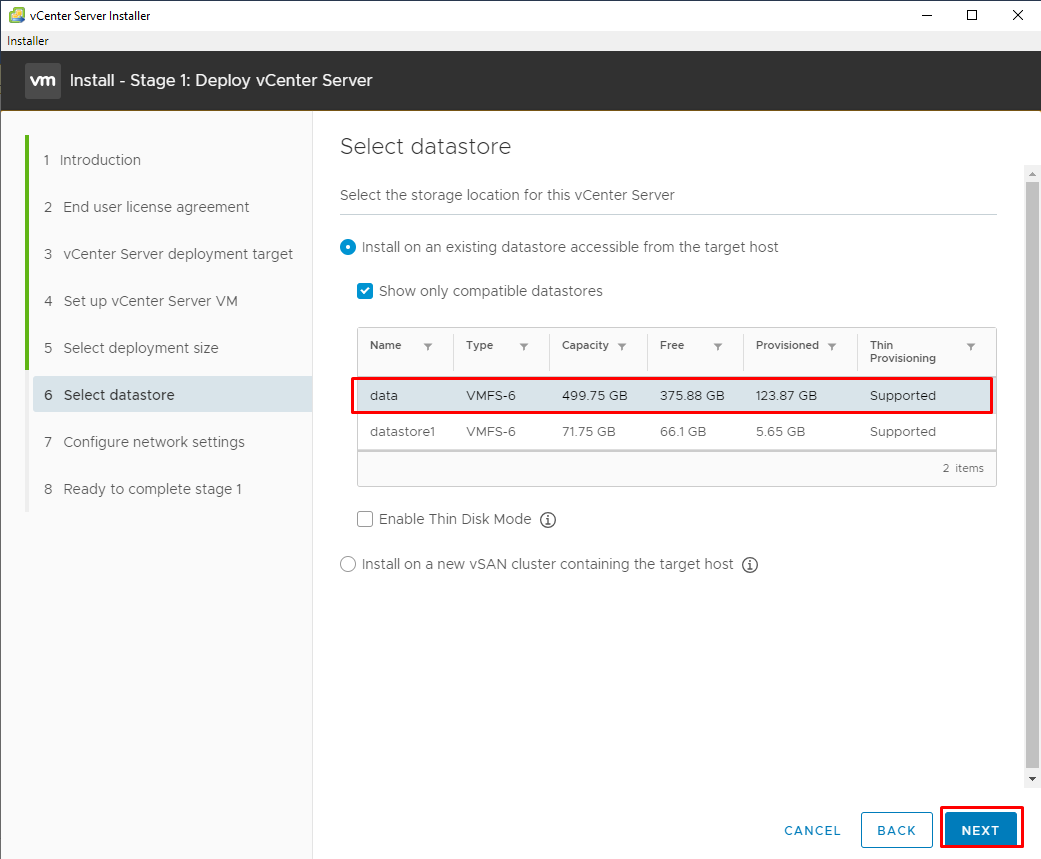 vCenter Server Installer
Installer
vm Install - Stage 1: Deploy vCenter Server
1 Introduction
2 End user license agreement
3 vCenter Server deployment target
4 Set up vCenter Server VM
5 Select deployment size
6 Select datastore
7 Configure network settings
8 Ready to complete stage 1
Select datastore
Select the storage location for this vCenter Server
Install on an existing datastore accessible from the target host
Show only compatible datastores
Name Type Capacity Free Provisioned Thin Provisioning
data VMFS-6 499.75 GB 375.88 GB 123.87 GB Supported
datastore1 VMFS-6 71.75 GB 66.1 GB 5.65 GB Supported
2 items
Enable Thin Disk Mode
Install on a new vSAN cluster containing the target host
CANCEL BACK NEXT